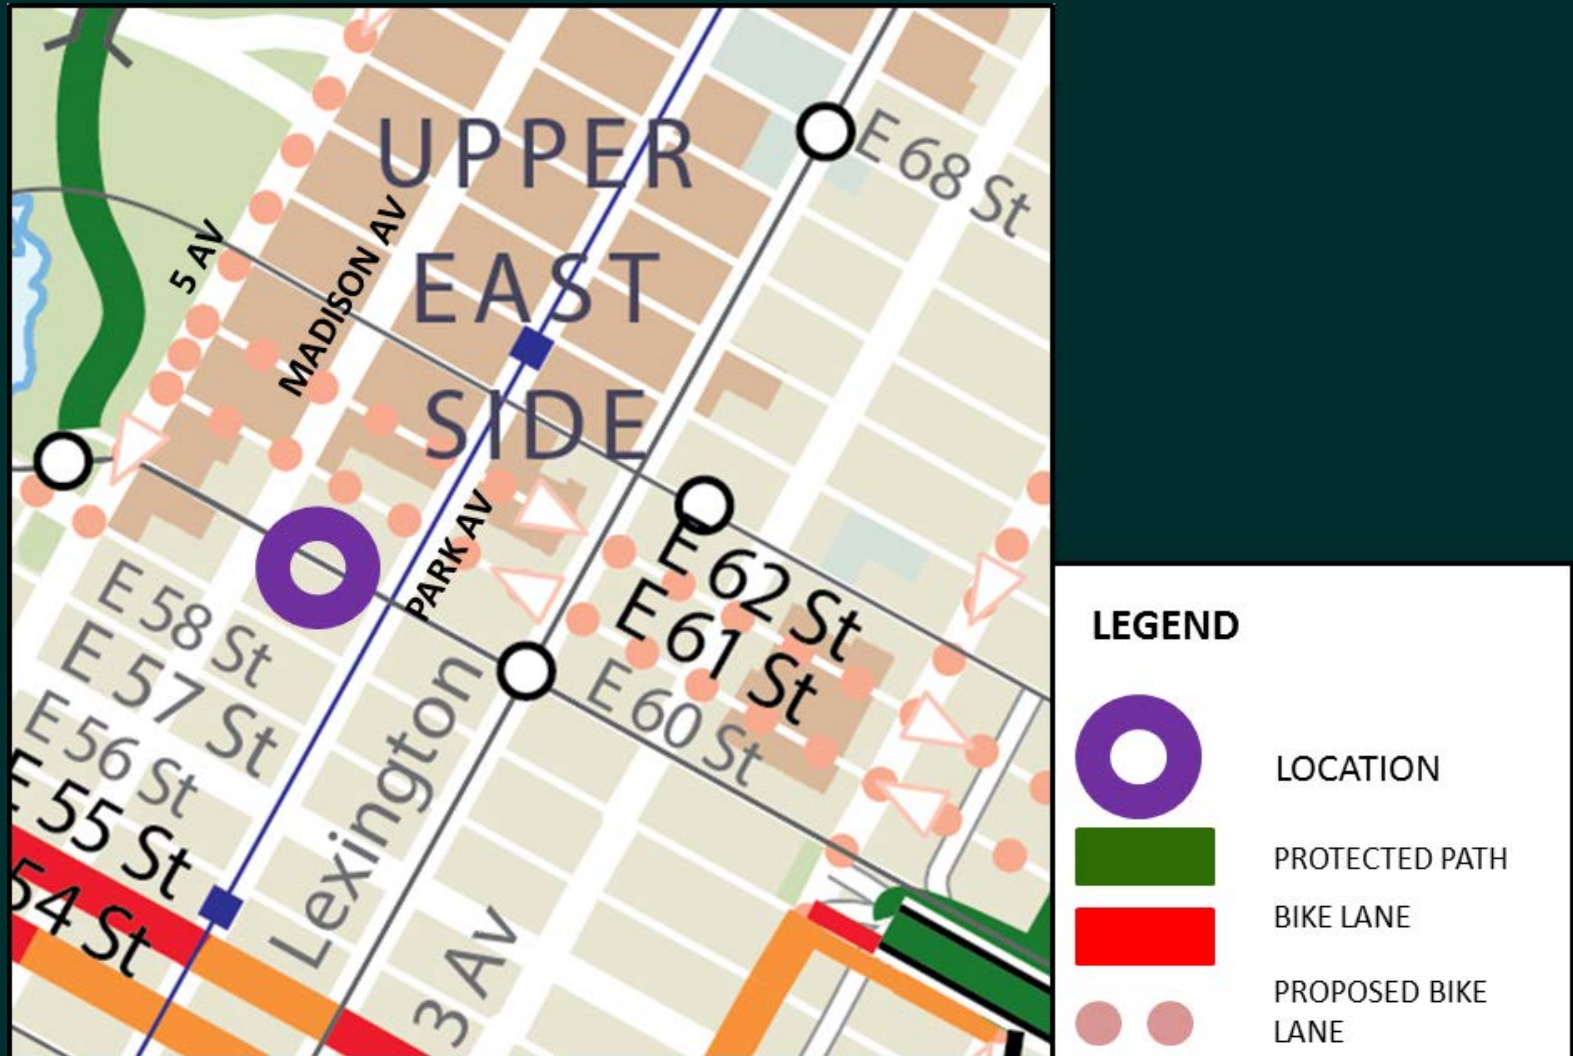 UPPER
EAST
SIDE
E 68 St
5 AV
MADISON AV
PARK AV
E 62 St
E 61 St
E 60 St
E 58 St
E 57 St
E 56 St
E 55 St
54 St
Lexington
3 Av
LEGEND
LOCATION
PROTECTED PATH
BIKE LANE
PROPOSED BIKE
LANE